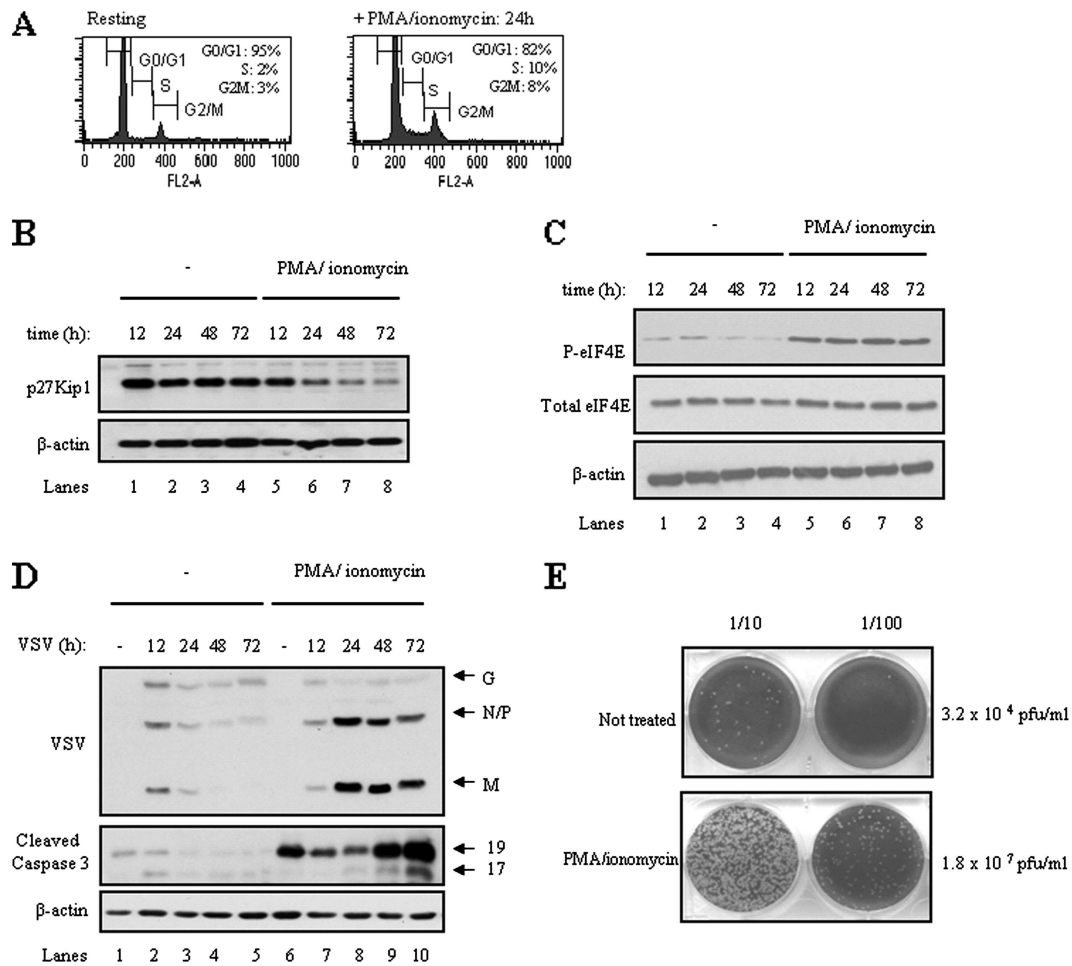 A
Resting
G0/G1
S
G2/M
G0/G1: 95%
S: 2%
G2M: 3%
0 200 400 600 800 1000
FL2-A
+ PMA/ionomycin: 24h
G0/G1
S
G2/M
G0/G1: 82%
S: 10%
G2M: 8%
0 200 400 600 800 1000
FL2-A
B
- PMA/ ionomycin
time (h): 12 24 48 72 12 24 48 72
p27Kip1
β-actin
Lanes 1 2 3 4 5 6 7 8
C
- PMA/ ionomycin
time (h): 12 24 48 72 12 24 48 72
P-eIF4E
Total eIF4E
β-actin
Lanes 1 2 3 4 5 6 7 8
D
- PMA/ ionomycin
VSV (h): - 12 24 48 72 - 12 24 48 72
G
N/P
VSV
M
Cleaved
Caspase 3
19
17
β-actin
Lanes 1 2 3 4 5 6 7 8 9 10
E
1/10 1/100
Not treated 3.2 x 10 4 pfu/ml
PMA/ionomycin 1.8 x 10 7 pfu/ml